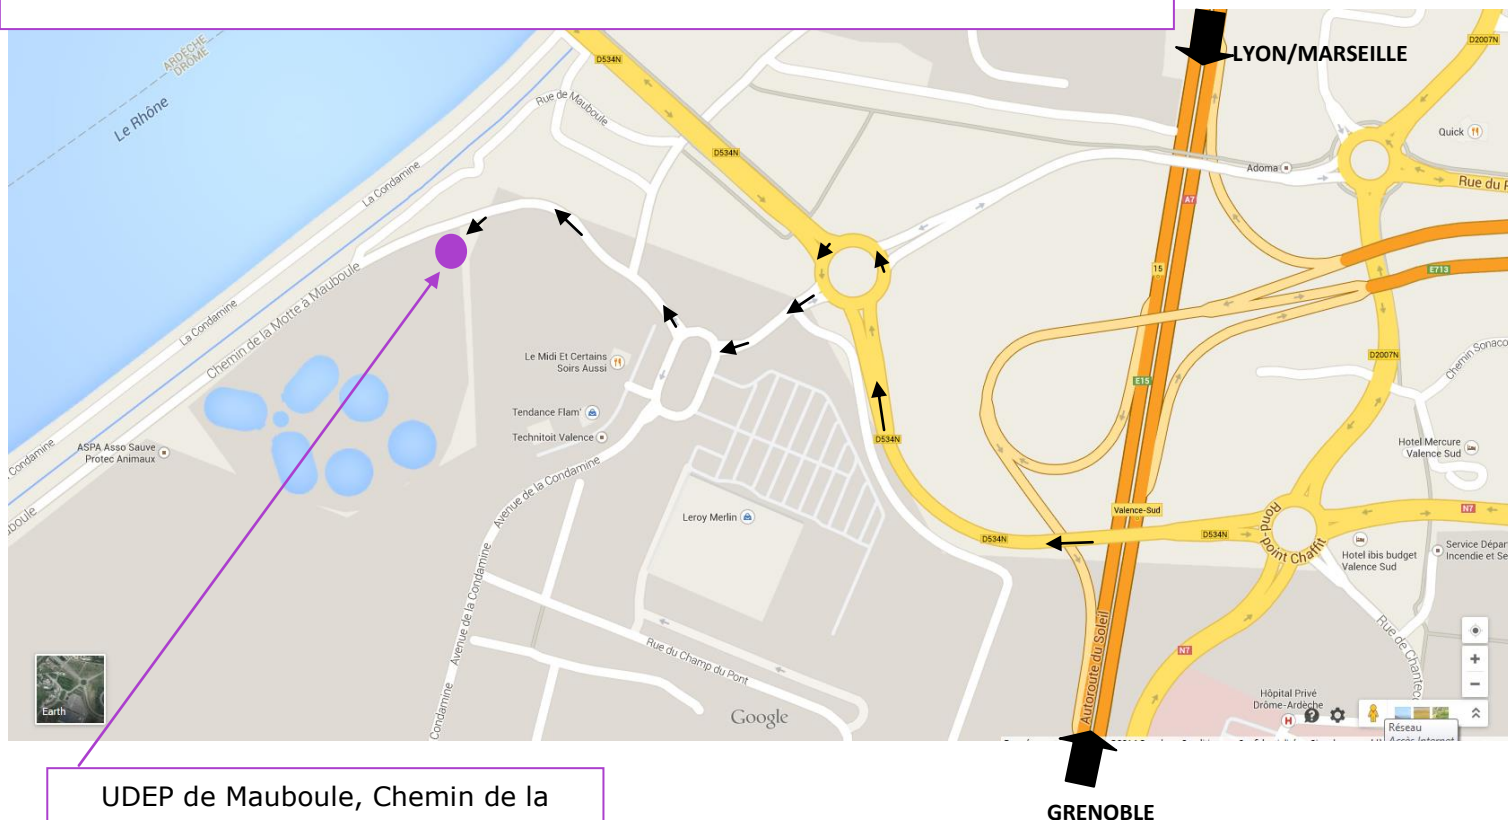 LYON/MARSEILLE
ARDÈCHE
DRÔME
Le Rhône
D534N
D2007N
Rue de Mauboule
Quick
D534N
Adoma
La Condamine
Rue du
A7
15
E713
La Condamine
Chemin de la Motte à Mauboule
Le Midi Et Certains
Soirs Aussi
D2007N
Chemin Sonaco
E15
Tendance Flam'
Technitoit Valence
D534N
ASPA Asso Sauve
Protec Animaux
Hotel Mercure
Valence Sud
Condamine
Avenue de la Condamine
Leroy Merlin
Valence-Sud
N7
D534N
D534N
Rond-point Chaffit
Hotel ibis budget
Valence Sud
Service Dépar
Incendie et Se
Avenue de la Condamine
Autoroute du Soleil
Rue du Champ du Pont
Rue de Chantec
N7
Condamine
Hôpital Privé
Drôme-Ardèche
H
Earth
Google
Réseau
Accès Internet
UDEP de Mauboule, Chemin de la
GRENOBLE